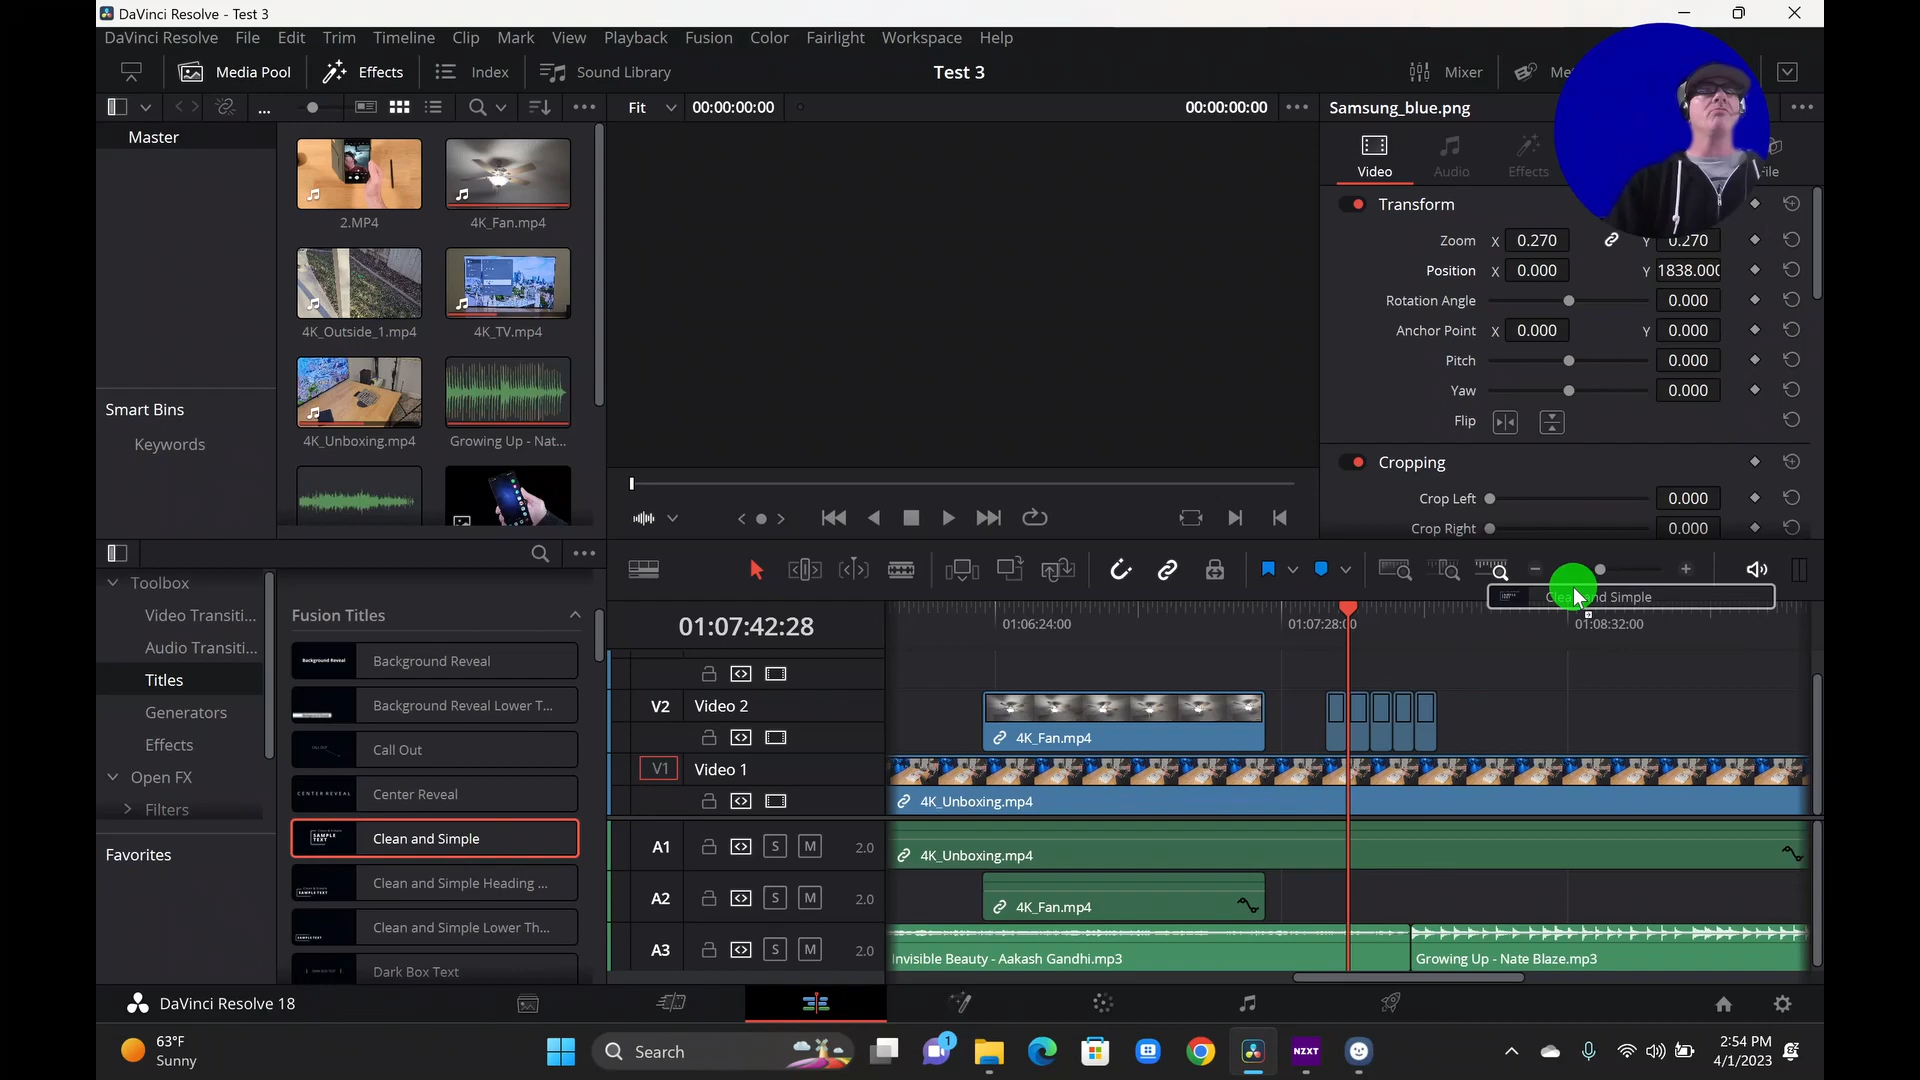 DaVinci Resolve - Test 3
DaVinci Resolve File Edit Trim Timeline Clip Mark View Playback Fusion Color Fairlight Workspace Help
Media Pool Effects Index Sound Library Test 3 Mixer
... Fit 00:00:00:00 00:00:00:00 Samsung_blue.png
Master
Video Audio Effects
2.MP4 4K_Fan.mp4
4K_Outside_1.mp4 4K_TV.mp4
4K_Unboxing.mp4 Growing Up - Nat...
Smart Bins
Keywords
Transform
Zoom X 0.270 Y 0.270
Position X 0.000 Y 1838.000
Rotation Angle 0.000
Anchor Point X 0.000 Y 0.000
Pitch 0.000
Yaw 0.000
Flip
Cropping
Crop Left 0.000
Crop Right 0.000
Toolbox
Video Transiti...
Audio Transiti...
Titles
Generators
Effects
Open FX
Filters
Favorites
Fusion Titles
Background Reveal
Background Reveal Lower T...
Call Out
Center Reveal
Clean and Simple
Clean and Simple Heading ...
Clean and Simple Lower Th...
Dark Box Text
Clean and Simple
01:07:42:28 01:06:24:00 01:07:28:00 01:08:32:00
V2 Video 2
4K_Fan.mp4
V1 Video 1
4K_Unboxing.mp4
A1 S M 2.0 4K_Unboxing.mp4
A2 S M 2.0 4K_Fan.mp4
A3 S M 2.0 Invisible Beauty - Aakash Gandhi.mp3 Growing Up - Nate Blaze.mp3
DaVinci Resolve 18
63°F
Sunny
Search
1
NZXT
2:54 PM
4/1/2023